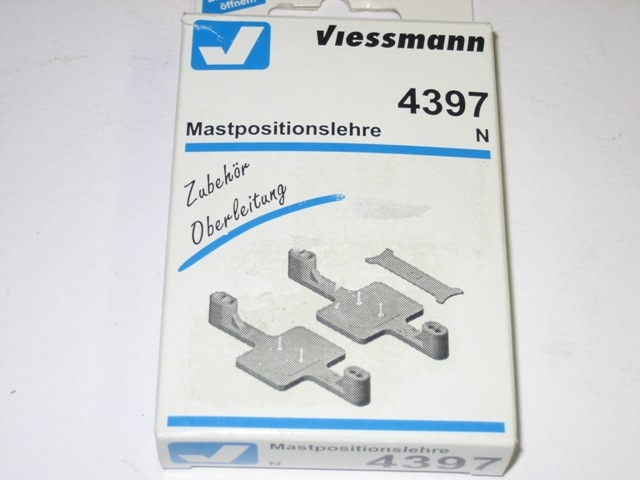 öffnen
Viessmann
4397
Mastpositionslehre
N
Zubehör
Oberleitung
Mastpositionslehre
N
4397